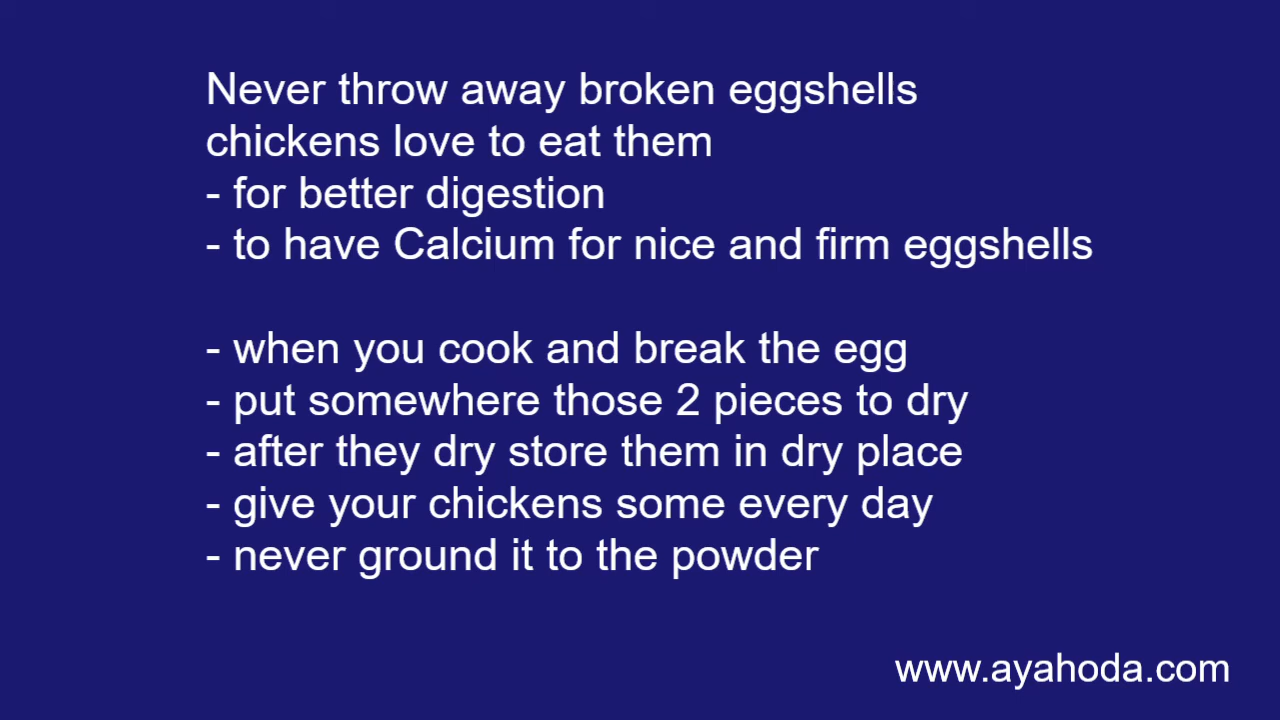 Never throw away broken eggshells
chickens love to eat them
- for better digestion
- to have Calcium for nice and firm eggshells
- when you cook and break the egg
- put somewhere those 2 pieces to dry
- after they dry store them in dry place
- give your chickens some every day
- never ground it to the powder
www.ayahoda.com